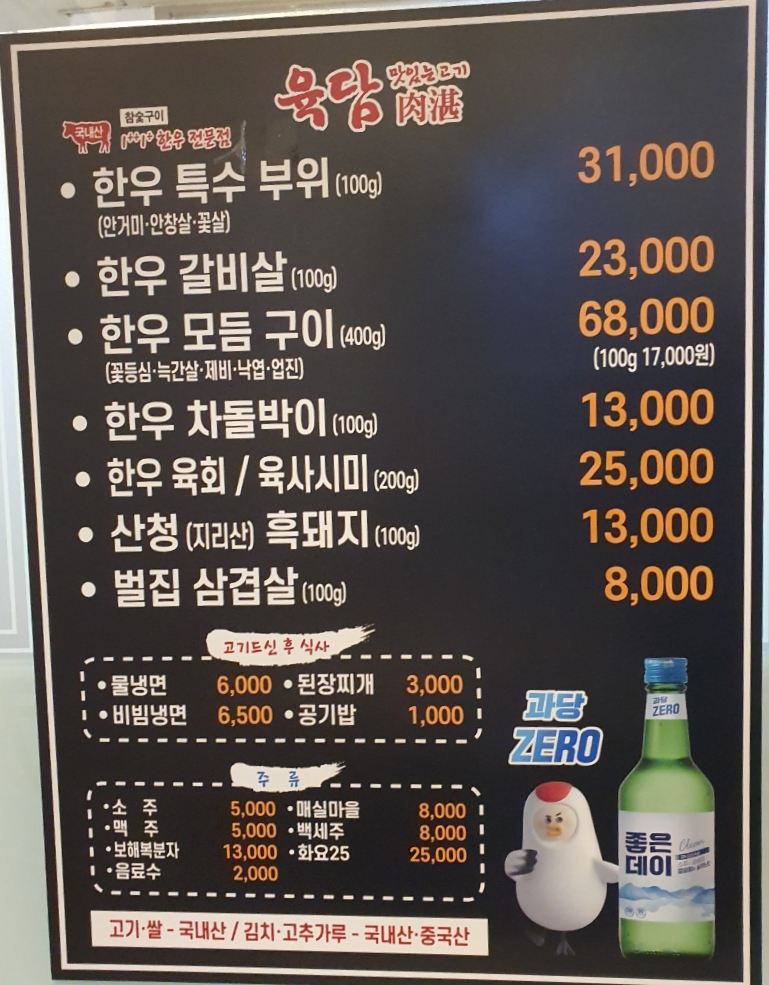 육담 맛있는고기
肉湛
국내산
참숯구이
1++1+ 한우 전문점
• 한우 특수 부위 (100g) 31,000
(안거미·안창살·꽃살)
• 한우 갈비살 (100g) 23,000
• 한우 모듬 구이 (400g) 68,000
(꽃등심·늑간살·제비·낙엽·업진) (100g 17,000원)
• 한우 차돌박이 (100g) 13,000
• 한우 육회 / 육사시미 (200g) 25,000
• 산청 (지리산) 흑돼지 (100g) 13,000
• 벌집 삼겹살 (100g) 8,000
고기드신 후 식사
•물냉면 6,000 •된장찌개 3,000
•비빔냉면 6,500 •공기밥 1,000
주 류
•소 주 5,000 •매실마을 8,000
•맥 주 5,000 •백세주 8,000
•보해복분자 13,000 •화요25 25,000
•음료수 2,000
고기·쌀 - 국내산 / 김치·고추가루 - 국내산·중국산
과당
ZERO
과당
ZERO
좋은
데이